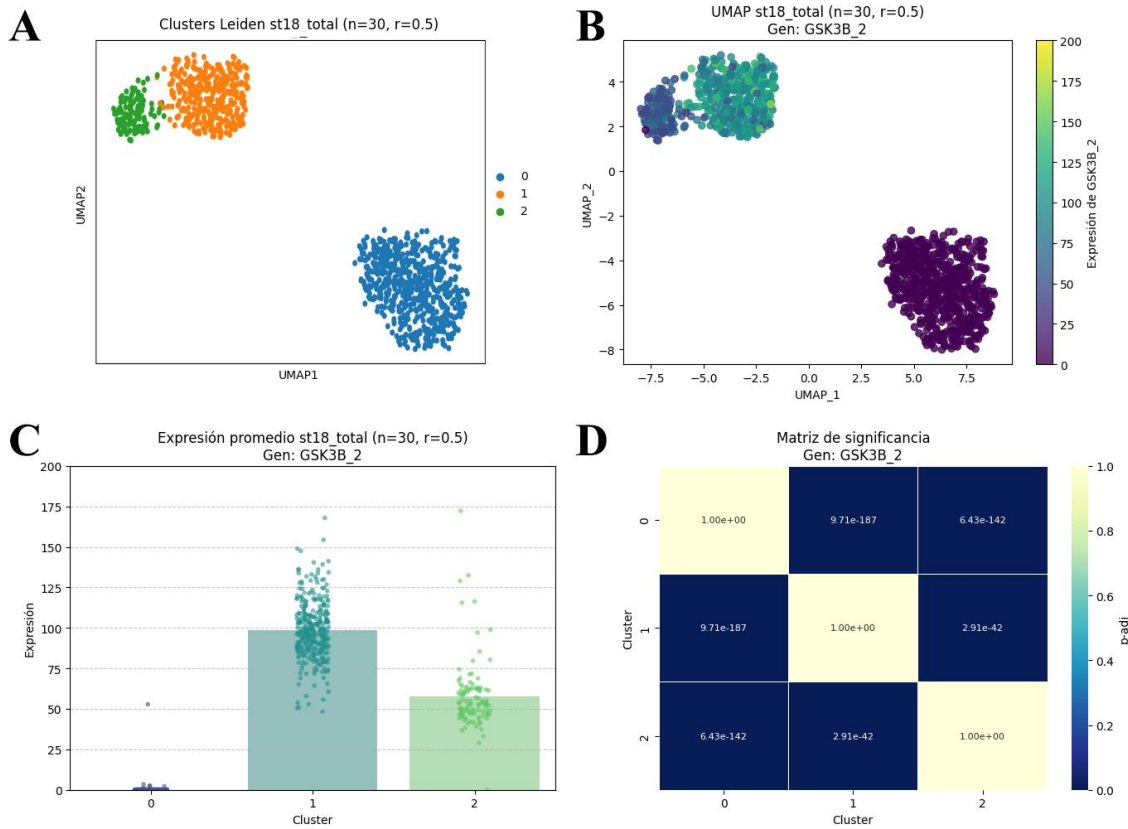 A
Clusters Leiden st18_total (n=30, r=0.5)
UMAP2
UMAP1
0
1
2
B
UMAP st18_total (n=30, r=0.5)
Gen: GSK3B_2
4
2
0
−2
−4
−6
−8
UMAP_2
−7.5 −5.0 −2.5 0.0 2.5 5.0 7.5
UMAP_1
200
175
150
125
100
75
50
25
0
Expresión de GSK3B_2
C
Expresión promedio st18_total (n=30, r=0.5)
Gen: GSK3B_2
200
175
150
125
100
75
50
25
0
Expresión
0 1 2
Cluster
D
Matriz de significancia
Gen: GSK3B_2
0 1.00e+00 9.71e-187 6.43e-142
1 9.71e-187 1.00e+00 2.91e-42
2 6.43e-142 2.91e-42 1.00e+00
Cluster
0 1 2
Cluster
1.0
0.8
0.6
0.4
0.2
0.0
p-adj